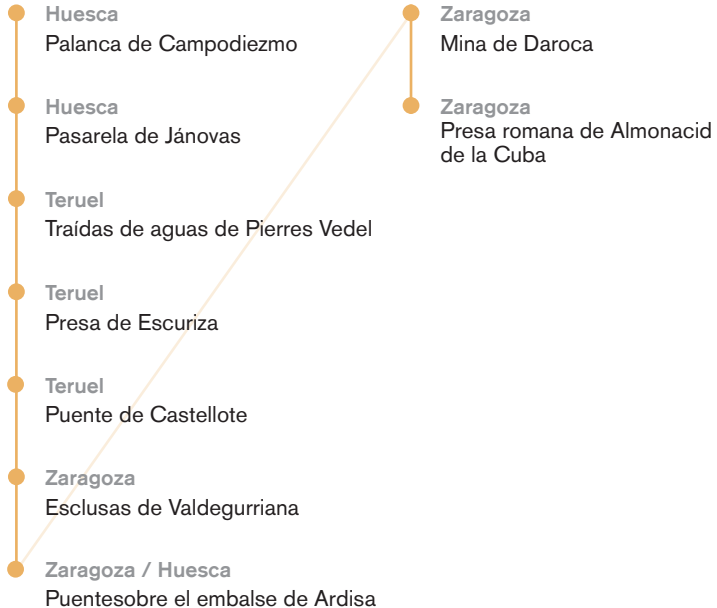 Huesca
Palanca de Campodiezmo
Huesca
Pasarela de Jánovas
Teruel
Traídas de aguas de Pierres Vedel
Teruel
Presa de Escuriza
Teruel
Puente de Castellote
Zaragoza
Esclusas de Valdegurriana
Zaragoza / Huesca
Puentesobre el embalse de Ardisa
Zaragoza
Mina de Daroca
Zaragoza
Presa romana de Almonacid
de la Cuba